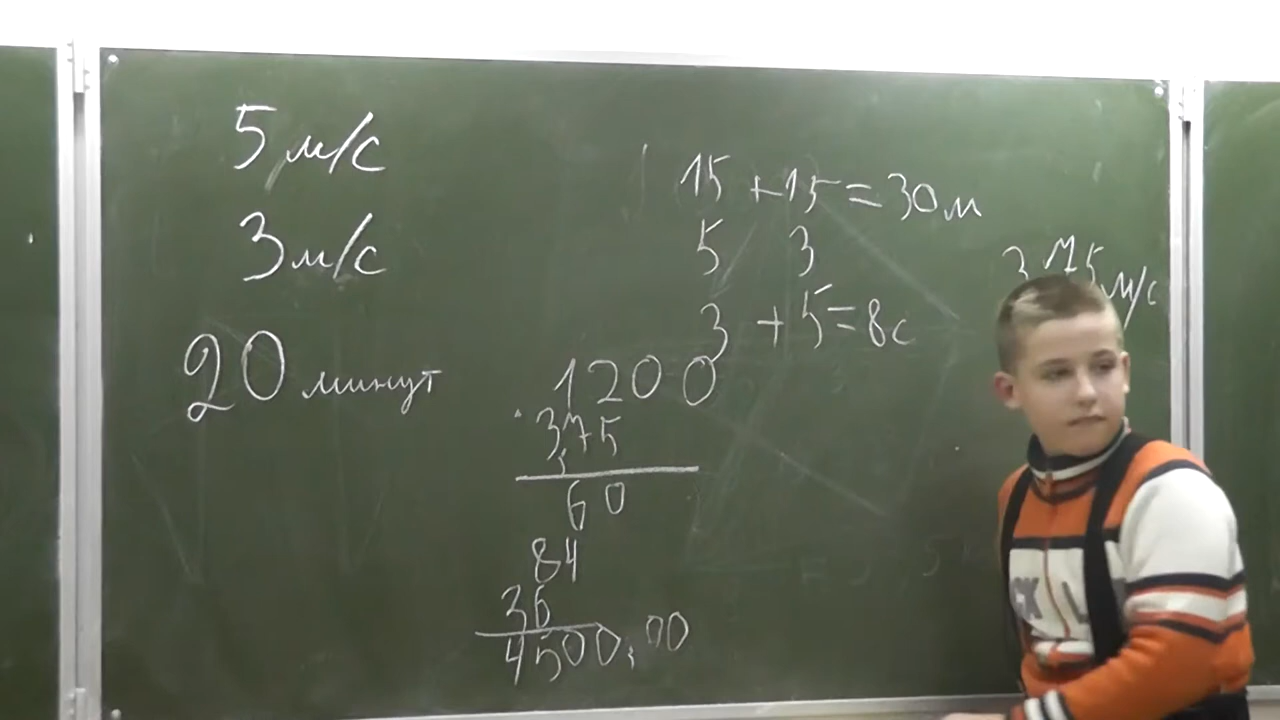 5 м/с
3 м/с
20 минут
15 + 15 = 30 м
5 3
3 + 5 = 8 с
3,75 м/с
1200
3,75
60
84
36
4500,00